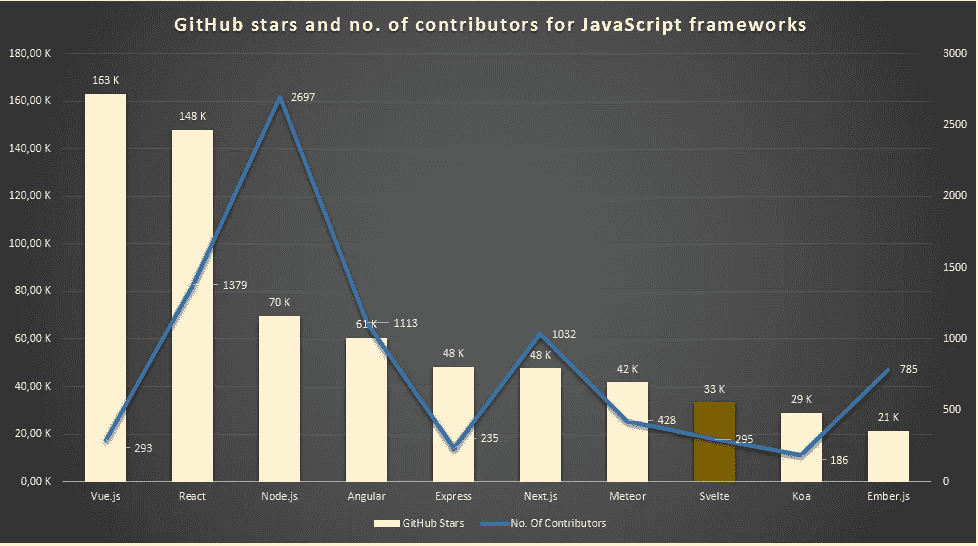 GitHub stars and no. of contributors for JavaScript frameworks
180,00 K
160,00 K
140,00 K
120,00 K
100,00 K
80,00 K
60,00 K
40,00 K
20,00 K
0,00 K
3000
2500
2000
1500
1000
500
0
163 K
148 K
70 K
61 K
48 K
48 K
42 K
33 K
29 K
21 K
293
1379
2697
1113
235
1032
428
295
186
785
Vue.js React Node.js Angular Express Next.js Meteor Svelte Koa Ember.js
GitHub Stars No. Of Contributors